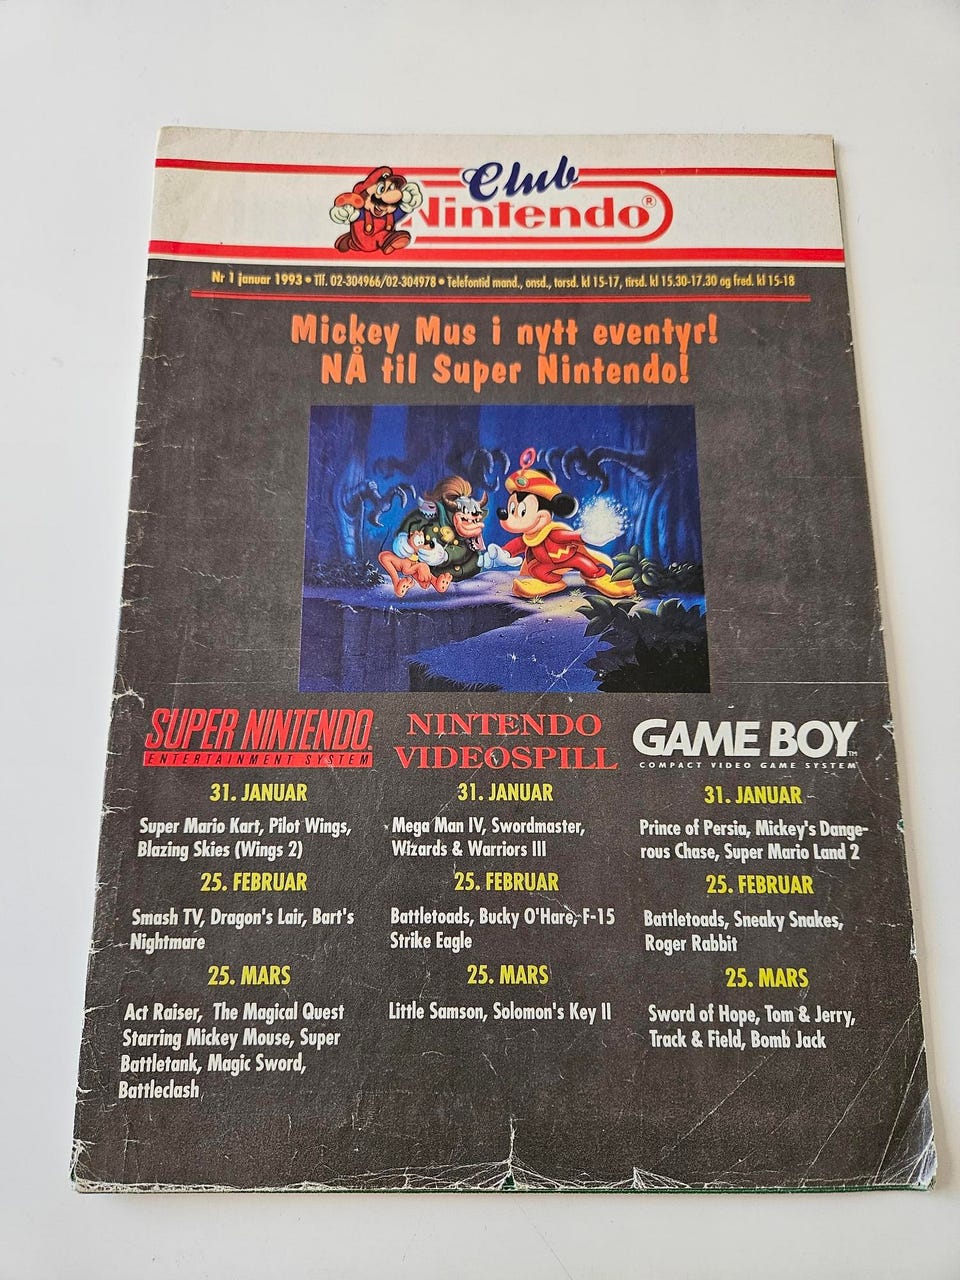 Club
Nintendo®
Nr 1 januar 1993 • Tlf. 02-304966/02-304978 • Telefontid mand., onsd., torsd. kl 15-17, tirsd. kl 15.30-17.30 og fred. kl 15-18
Mickey Mus i nytt eventyr!
NÅ til Super Nintendo!
SUPER NINTENDO®
ENTERTAINMENT SYSTEM
31. JANUAR
Super Mario Kart, Pilot Wings,
Blazing Skies (Wings 2)
25. FEBRUAR
Smash TV, Dragon's Lair, Bart's
Nightmare
25. MARS
Act Raiser, The Magical Quest
Starring Mickey Mouse, Super
Battletank, Magic Sword,
Battleclash
NINTENDO
VIDEOSPILL
31. JANUAR
Mega Man IV, Swordmaster,
Wizards & Warriors III
25. FEBRUAR
Battletoads, Bucky O'Hare, F-15
Strike Eagle
25. MARS
Little Samson, Solomon's Key II
GAME BOY™
COMPACT VIDEO GAME SYSTEM
31. JANUAR
Prince of Persia, Mickey's Dange-
rous Chase, Super Mario Land 2
25. FEBRUAR
Battletoads, Sneaky Snakes,
Roger Rabbit
25. MARS
Sword of Hope, Tom & Jerry,
Track & Field, Bomb Jack